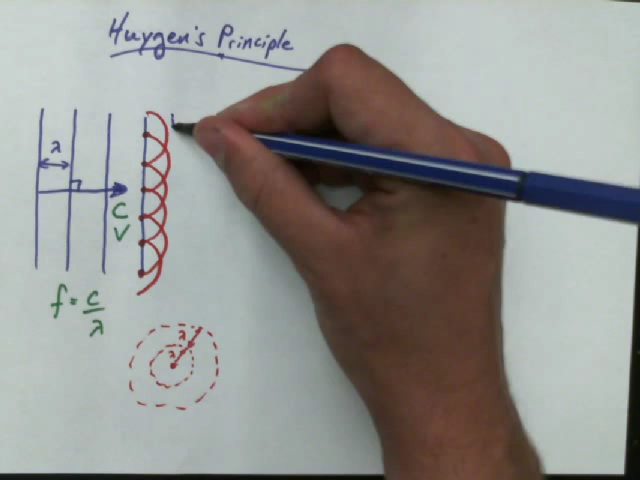 Huygen's Principle
λ
C
V
f = c/λ
λ
λ